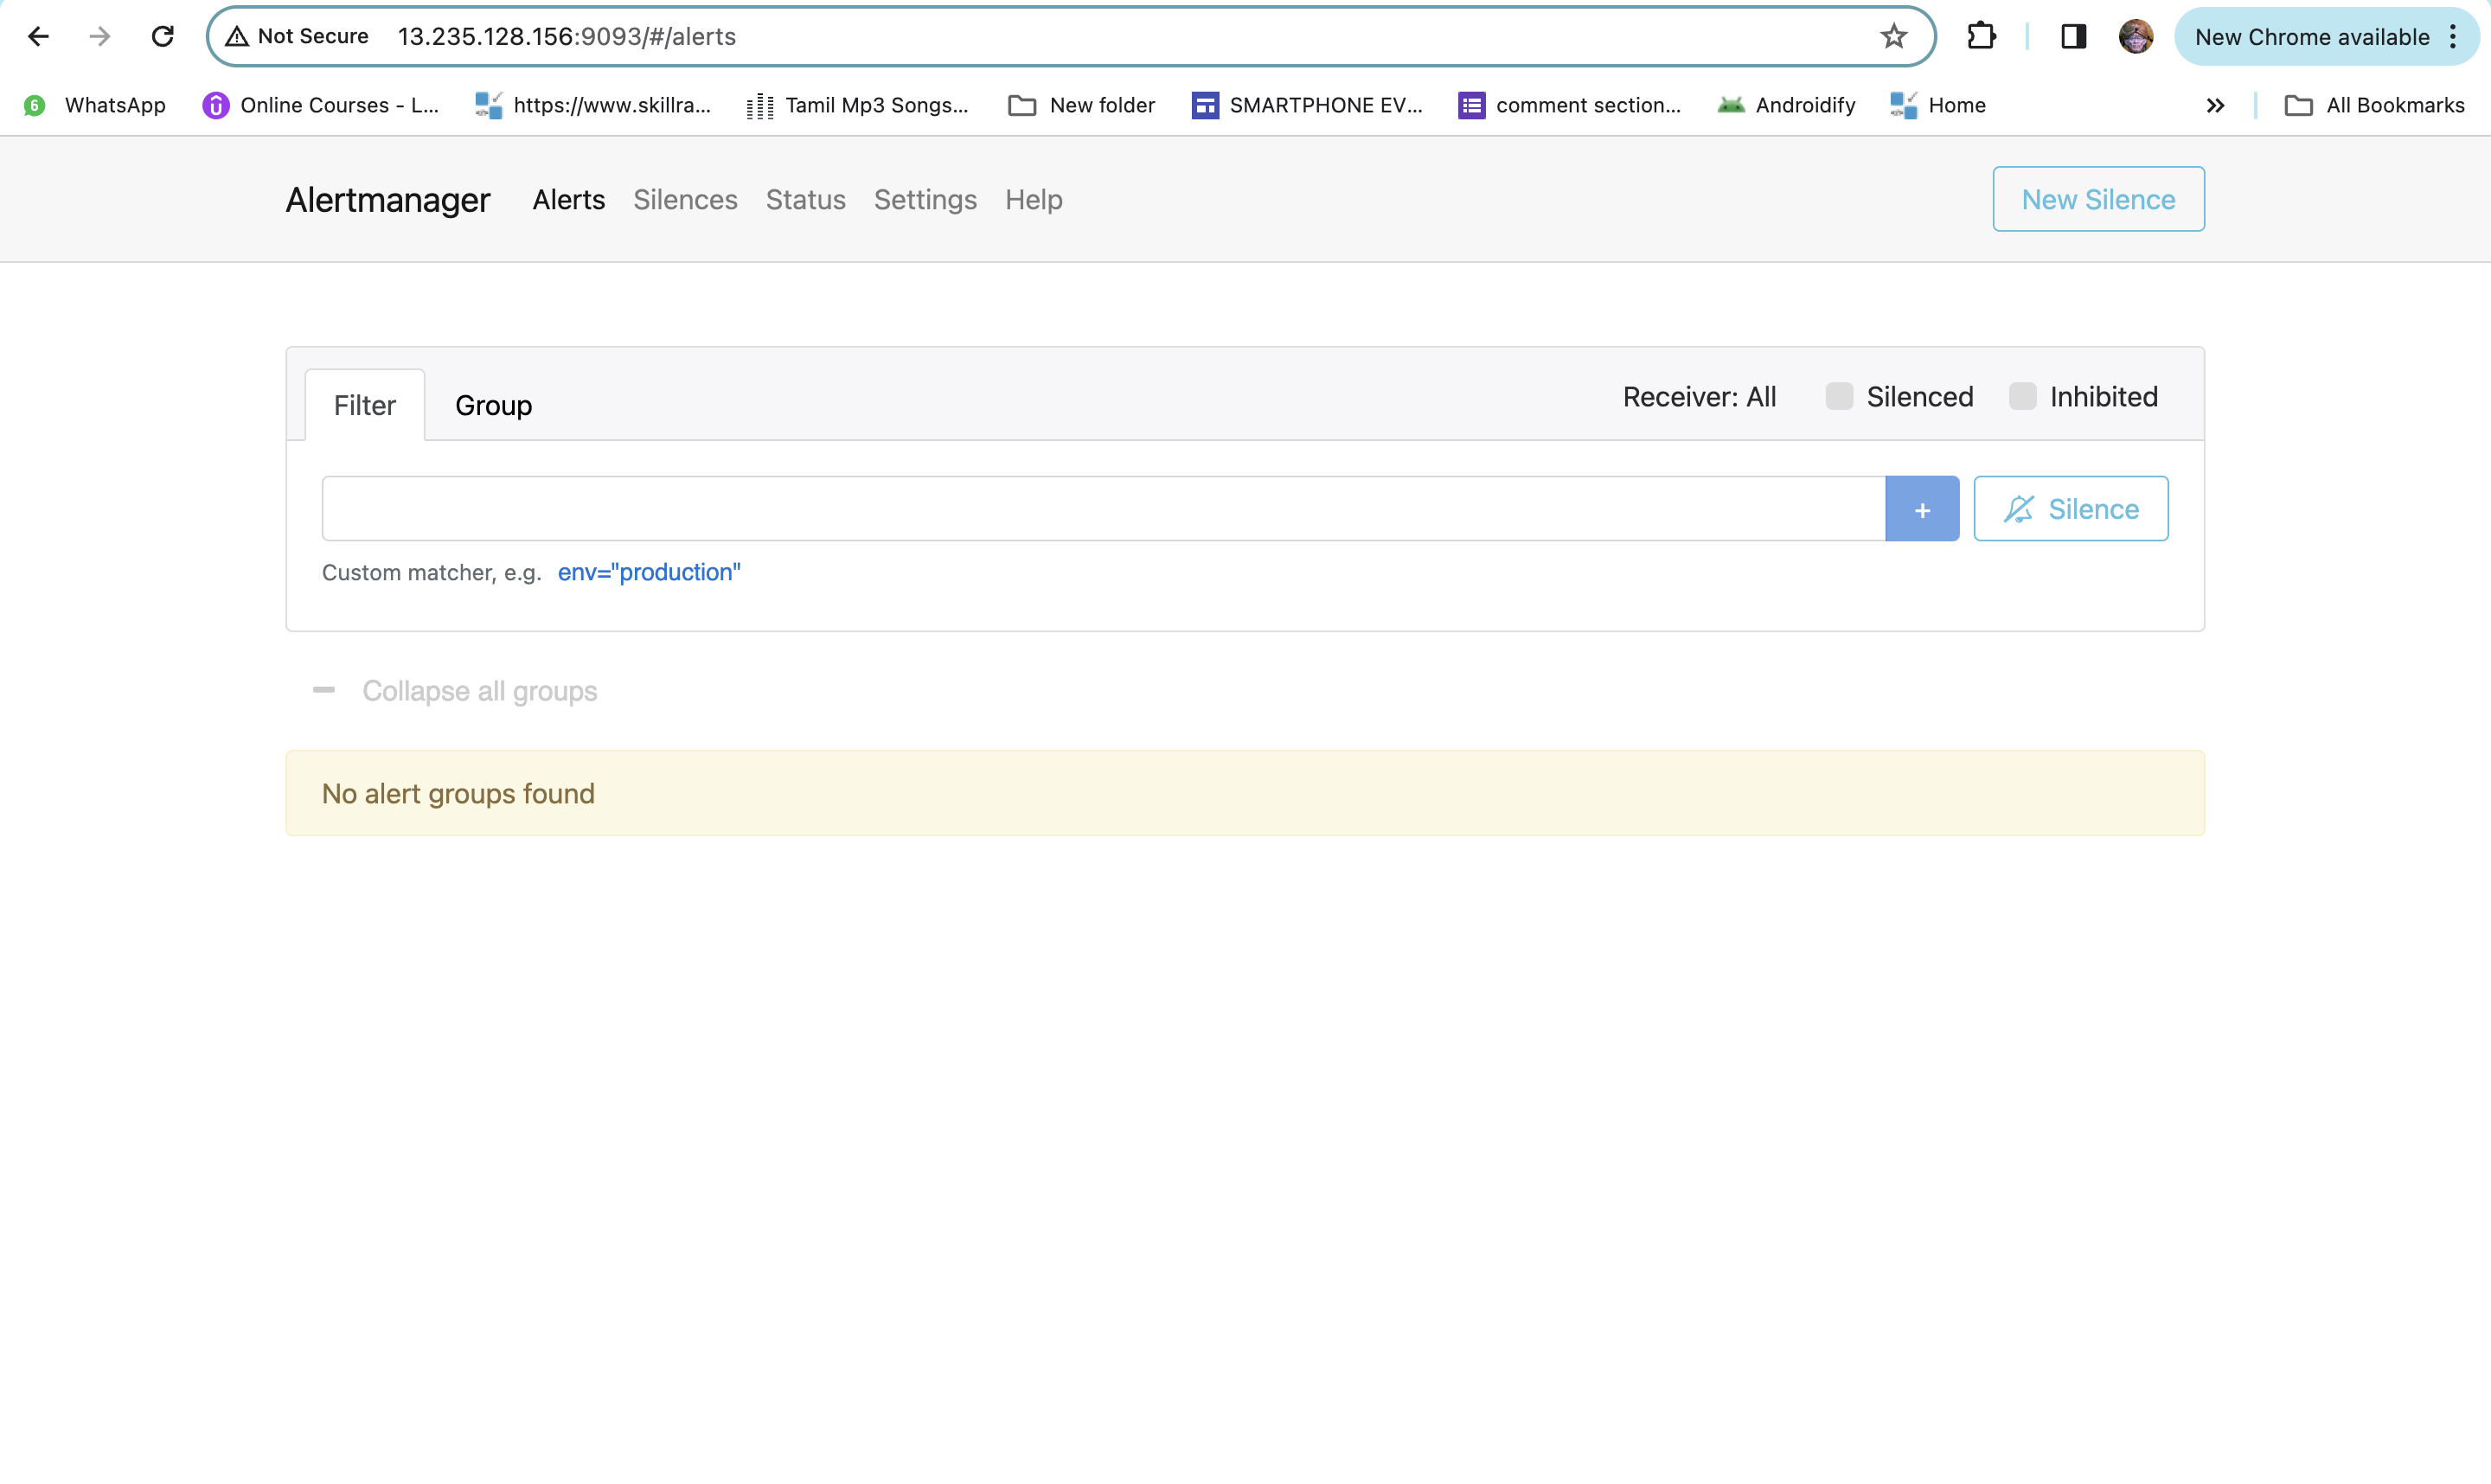 Not Secure 13.235.128.156:9093/#/alerts New Chrome available
6 WhatsApp Online Courses - L... https://www.skillra... Tamil Mp3 Songs... New folder SMARTPHONE EV... comment section... Androidify Home » All Bookmarks
Alertmanager Alerts Silences Status Settings Help New Silence
Filter Group Receiver: All Silenced Inhibited
+ Silence
Custom matcher, e.g. env="production"
Collapse all groups
No alert groups found